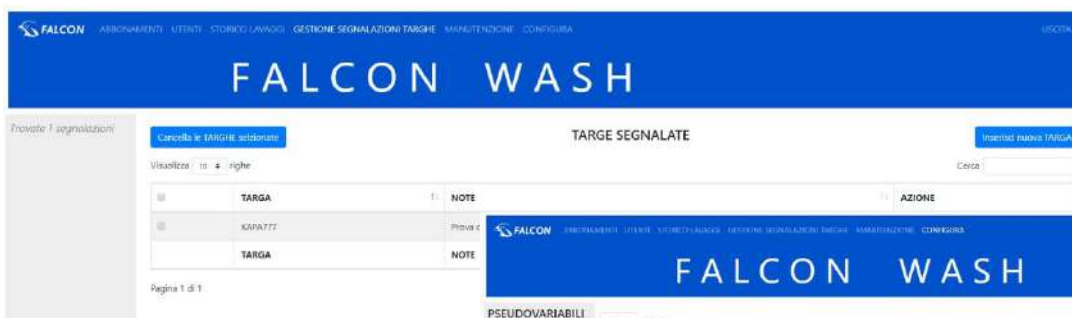 FALCON ABBONAMENTI UTENTI STORICO LAVAGGI GESTIONE SEGNALAZIONI TARGHE MANUTENZIONE CONFIGURA USCITA
FALCON WASH
Trovate 1 segnalazioni
Cancella le TARGHE selzionate
TARGE SEGNALATE
Inserisci nuova TARGA
Visualizza 10 righe
Cerca
TARGA NOTE AZIONE
KAPA777 Prova
TARGA NOTE
Pagina 1 di 1
FALCON ABBONAMENTI UTENTI STORICO LAVAGGI GESTIONE SEGNALAZIONI TARGHE MANUTENZIONE CONFIGURA
FALCON WASH
PSEUDOVARIABILI